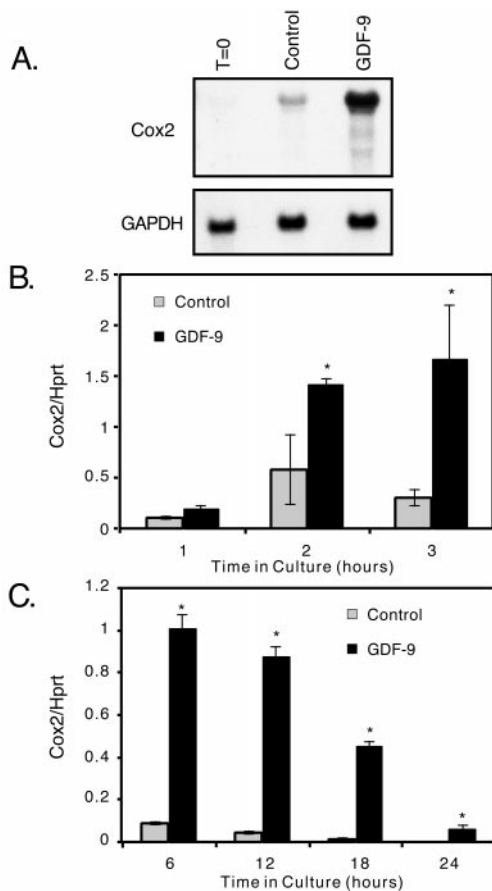 A.
T=0 Control GDF-9
Cox2
GAPDH
B.
2.5
2
1.5
1
0.5
0
Cox2/Hprt
Control
GDF-9
*
*
1 2 3
Time in Culture (hours)
C.
1.2
1
0.8
0.6
0.4
0.2
0
Cox2/Hprt
Control
GDF-9
*
*
*
*
6 12 18 24
Time in Culture (hours)